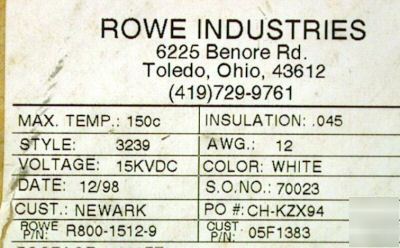 ROWE INDUSTRIES
6225 Benore Rd.
Toledo, Ohio, 43612
(419)729-9761
MAX. TEMP.: 150c INSULATION: .045
STYLE: 3239 AWG.: 12
VOLTAGE: 15KVDC COLOR: WHITE
DATE: 12/98 S.O.NO.: 70023
CUST.: NEWARK PO #: CH-KZX94
ROWE P/N: R800-1512-9 CUST P/N: 05F1383